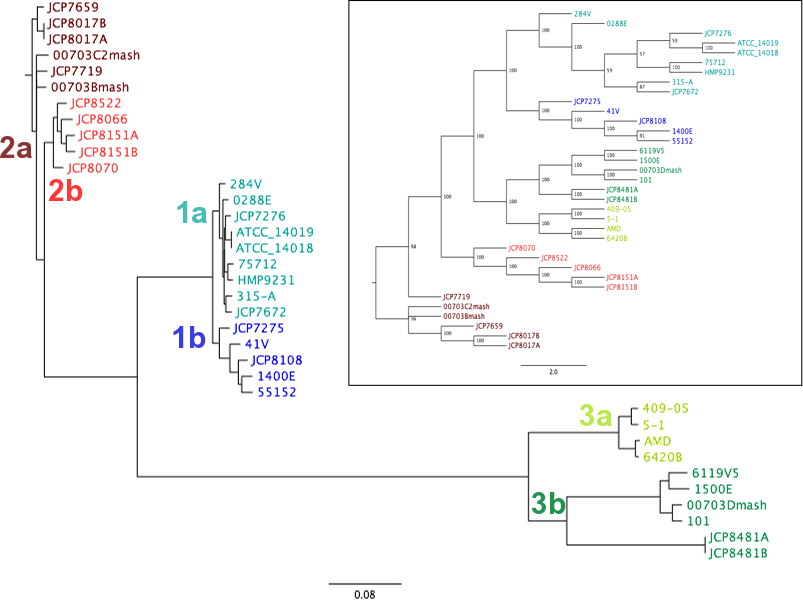 JCP7659
JCP8017B
JCP8017A
00703C2mash
JCP7719
00703Bmash
JCP8522
JCP8066
JCP8151A
JCP8151B
JCP8070
2a
2b
284V
0288E
JCP7276
ATCC_14019
ATCC_14018
75712
HMP9231
315-A
JCP7672
JCP7275
41V
JCP8108
1400E
55152
1a
1b
3a
409-05
5-1
AMD
6420B
3b
6119V5
1500E
00703Dmash
101
JCP8481A
JCP8481B
0.08
284V
0288E
JCP7276
ATCC_14019
ATCC_14018
75712
HMP9231
315-A
JCP7672
JCP7275
41V
JCP8108
1400E
55152
6119V5
1500E
00703Dmash
101
JCP8481A
JCP8481B
409-05
5-1
AMD
6420B
JCP8070
JCP8522
JCP8066
JCP8151A
JCP8151B
JCP7719
00703C2mash
00703Bmash
JCP7659
JCP8017B
JCP8017A
100
100
100
59
57
59
100
100
67
100
100
100
91
100
100
100
100
100
100
100
100
100
100
100
100
100
100
98
100
100
2.0